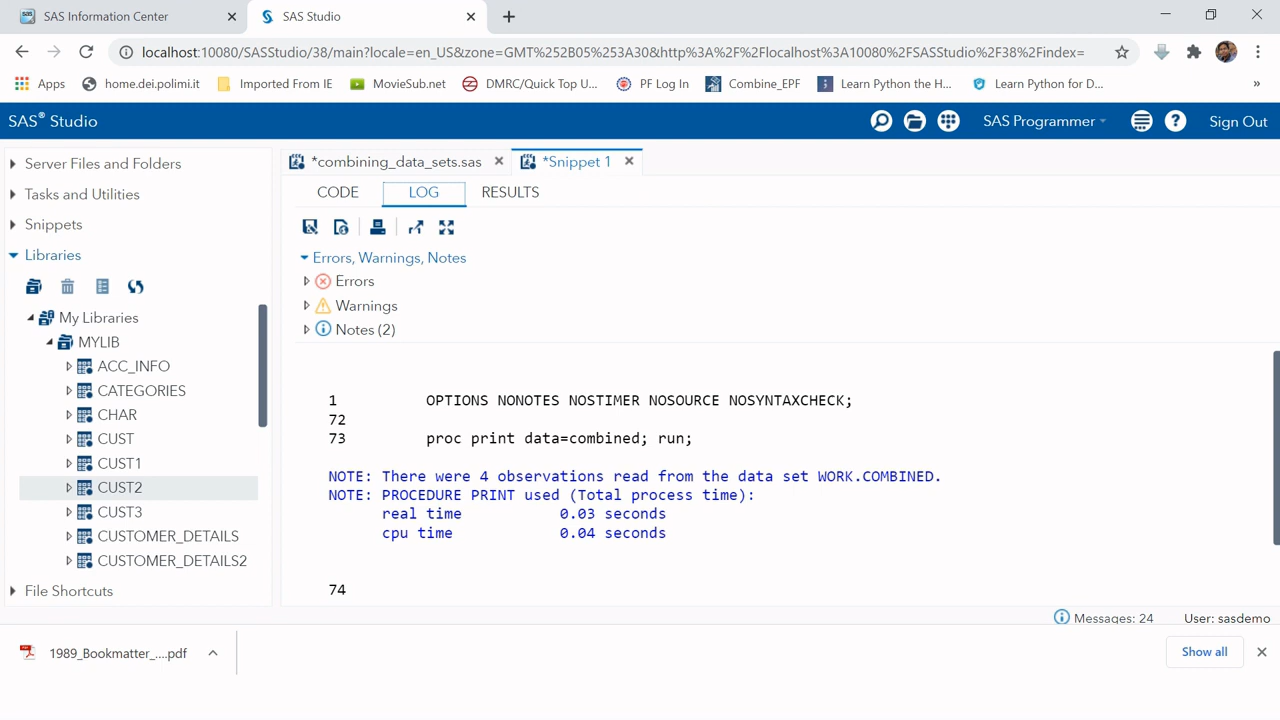 SAS Information Center
SAS Studio
localhost:10080/SASStudio/38/main?locale=en_US&zone=GMT%252B05%253A30&http%3A%2F%2Flocalhost%3A10080%2FSASStudio%2F38%2Findex=
Apps
home.dei.polimi.it
Imported From IE
MovieSub.net
DMRC/Quick Top U...
PF Log In
Combine_EPF
Learn Python the H...
Learn Python for D...
»
SAS® Studio
SAS Programmer
Sign Out
Server Files and Folders
Tasks and Utilities
Snippets
Libraries
My Libraries
MYLIB
ACC_INFO
CATEGORIES
CHAR
CUST
CUST1
CUST2
CUST3
CUSTOMER_DETAILS
CUSTOMER_DETAILS2
File Shortcuts
*combining_data_sets.sas
*Snippet 1
CODE
LOG
RESULTS
Errors, Warnings, Notes
Errors
Warnings
Notes (2)
1 OPTIONS NONOTES NOSTIMER NOSOURCE NOSYNTAXCHECK;
72
73 proc print data=combined; run;
NOTE: There were 4 observations read from the data set WORK.COMBINED.
NOTE: PROCEDURE PRINT used (Total process time):
real time 0.03 seconds
cpu time 0.04 seconds
74
Messages: 24
User: sasdemo
1989_Bookmatter_....pdf
Show all